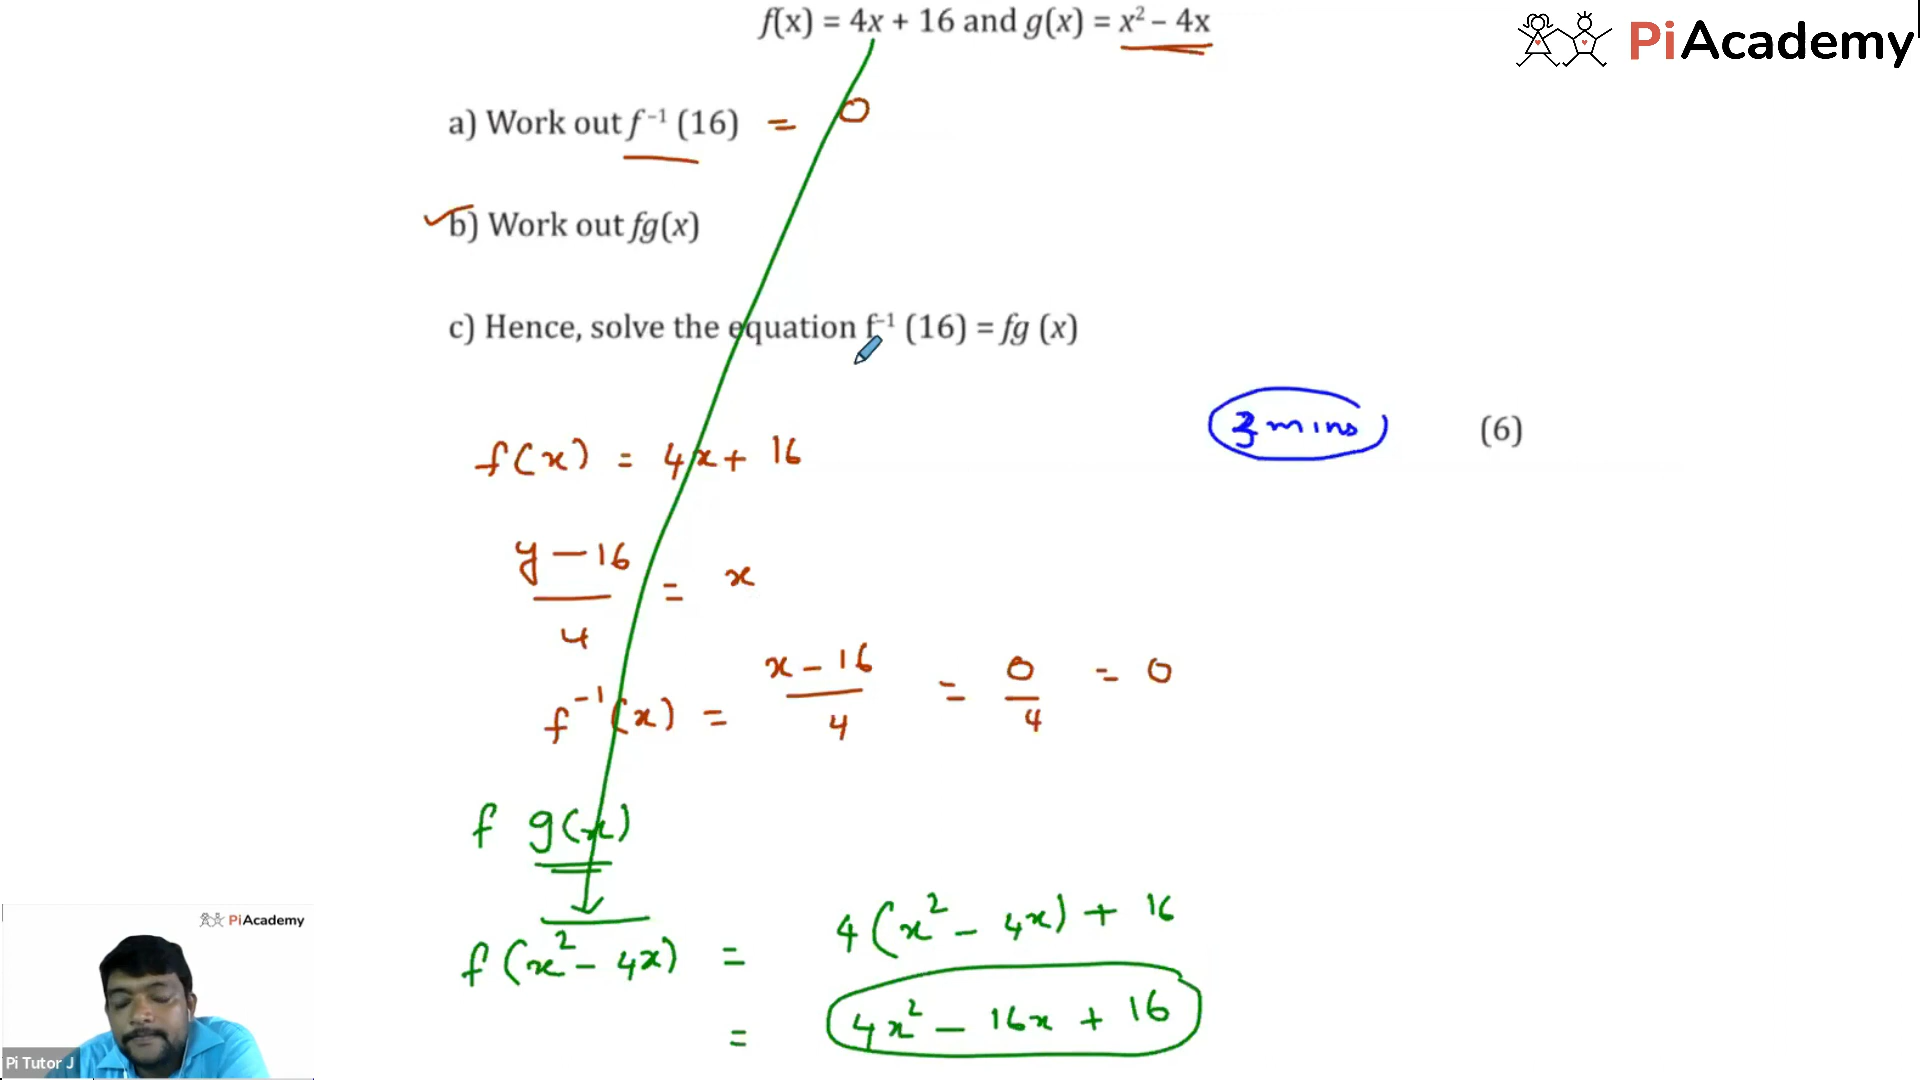 f(x) = 4x + 16 and g(x) = x² – 4x
PiAcademy
a) Work out f⁻¹ (16) = 0
b) Work out fg(x)
c) Hence, solve the equation f⁻¹ (16) = fg (x)
3 mins (6)
f(x) = 4x + 16
y – 16 / 4 = x
f⁻¹(x) = x – 16 / 4 = 0 / 4 = 0
f g(x)
f(x² – 4x) = 4(x² – 4x) + 16
= 4x² – 16x + 16
PiAcademy
Pi Tutor J